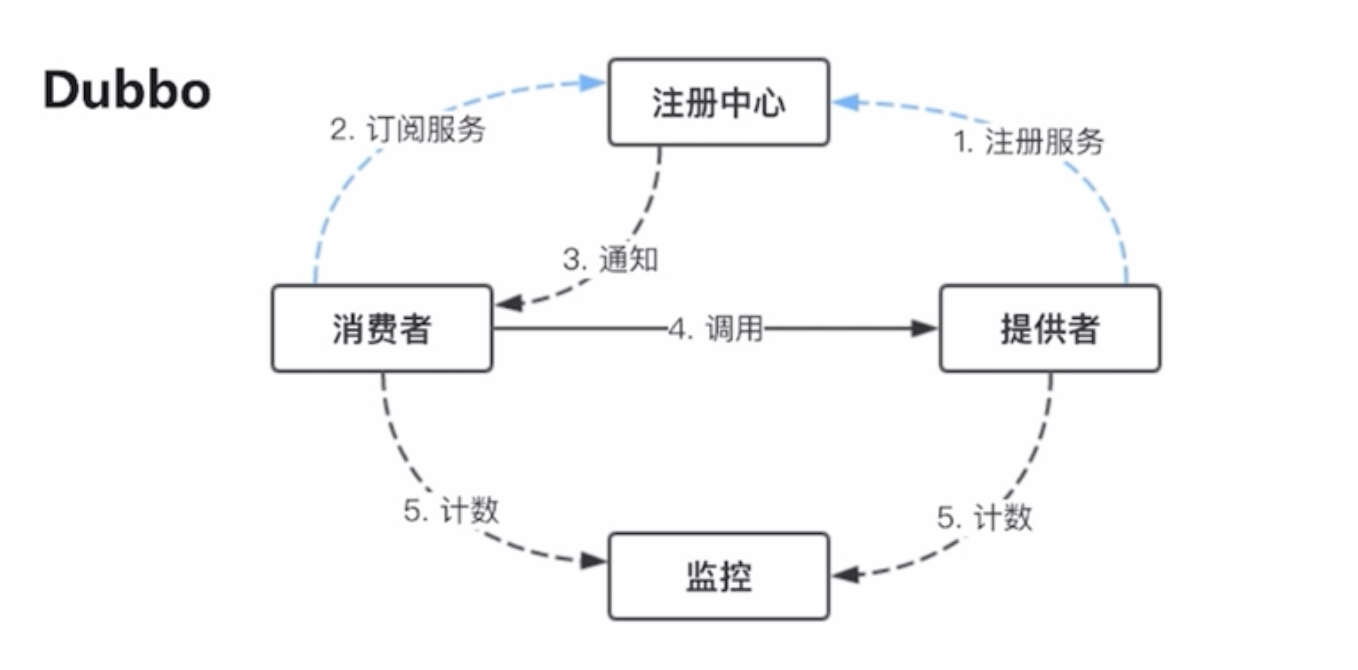 Dubbo
注册中心
2. 订阅服务
1. 注册服务
3. 通知
消费者
4. 调用
提供者
5. 计数
5. 计数
监控